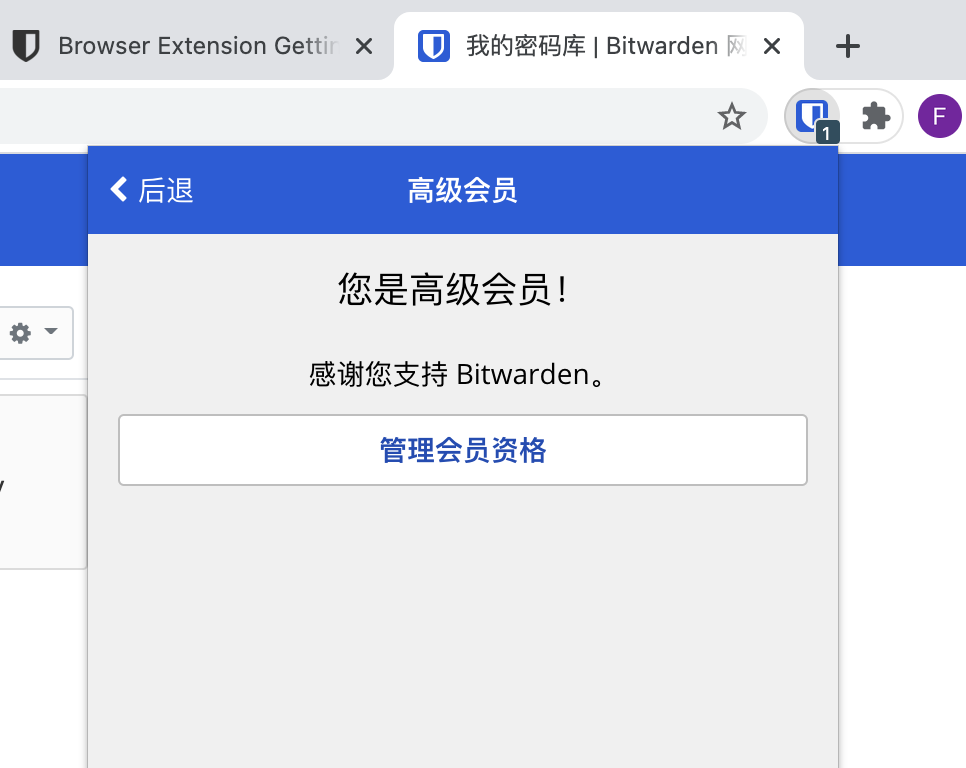 Browser Extension Gettin
我的密码库 | Bitwarden 网
1
F
后退
高级会员
您是高级会员！
感谢您支持 Bitwarden。
管理会员资格